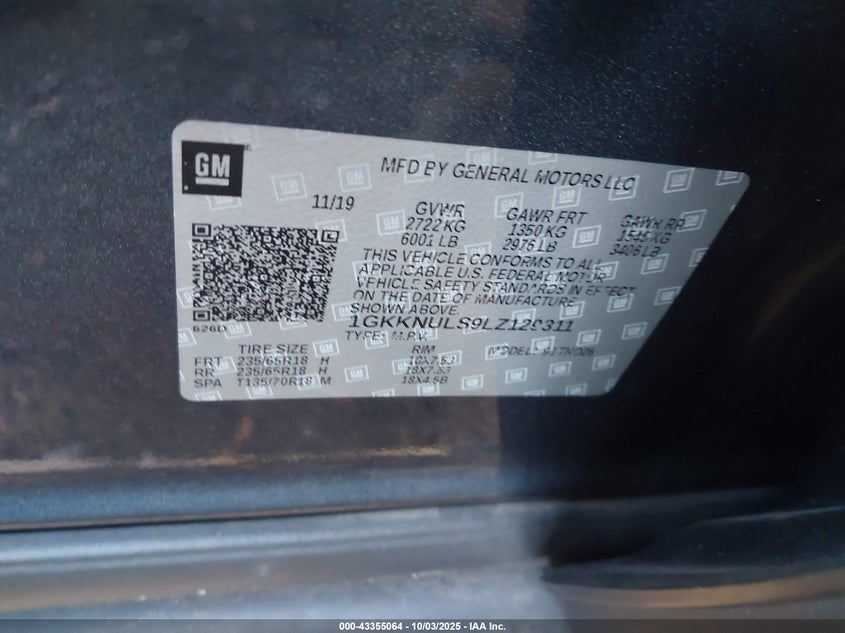 GM
MFD BY GENERAL MOTORS LLC
11/19
GVWR
2722 KG
6001 LB
GAWR FRT
1350 KG
2976 LB
GAWR RR
1545 KG
3406 LB
THIS VEHICLE CONFORMS TO ALL
APPLICABLE U.S. FEDERAL MOTOR
VEHICLE SAFETY STANDARDS IN EFFECT
ON THE DATE OF MANUFACTURE
SHOWN ABOVE.
626D
TYPE: M.P.V.
MODEL:
TIRE SIZE RIM
FRT 235/65R18 H 18X7.5J
RR 235/65R18 H 18X7.5J
SPA T135/70R18 M 18X4.5B
000-43355064 - 10/03/2025 - IAA Inc.